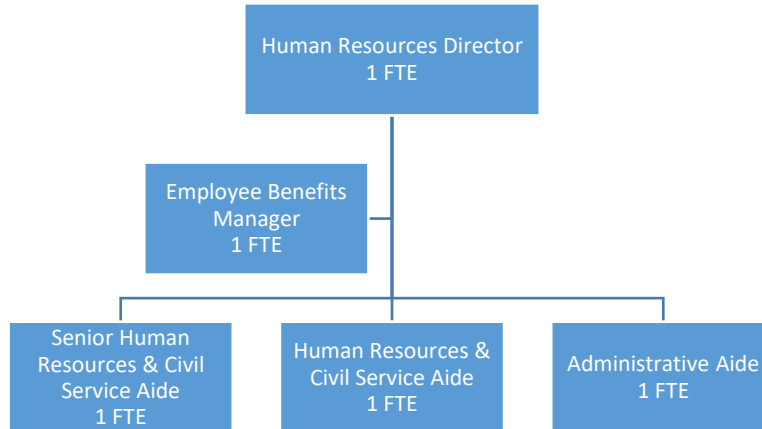 Human Resources Director
1 FTE
Employee Benefits
Manager
1 FTE
Senior Human
Resources & Civil
Service Aide
1 FTE
Human Resources &
Civil Service Aide
1 FTE
Administrative Aide
1 FTE